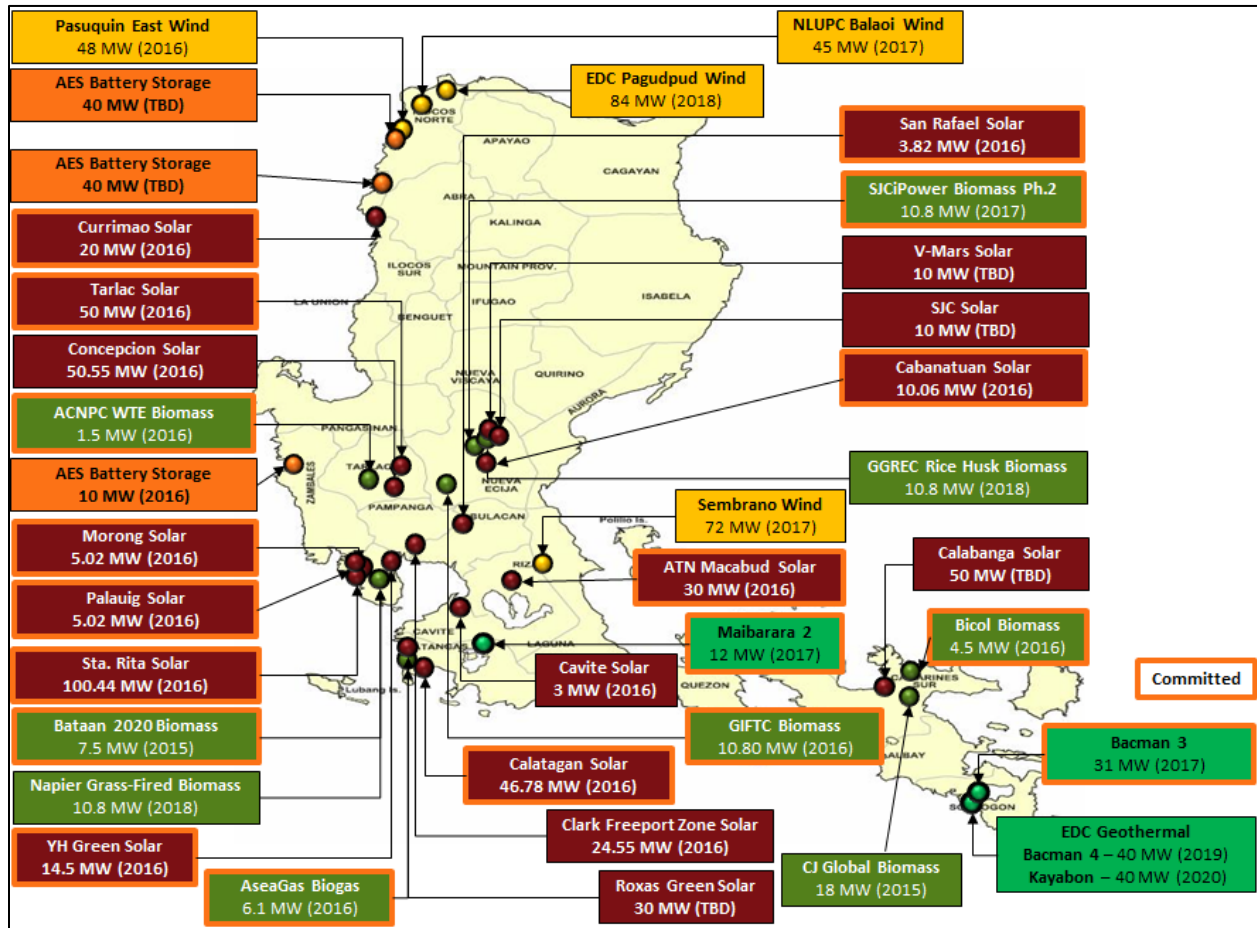 Pasuquin East Wind
48 MW (2016)
NLUPC Balaoi Wind
45 MW (2017)
AES Battery Storage
40 MW (TBD)
EDC Pagudpud Wind
84 MW (2018)
San Rafael Solar
3.82 MW (2016)
AES Battery Storage
40 MW (TBD)
SJCiPower Biomass Ph.2
10.8 MW (2017)
Currimao Solar
20 MW (2016)
V-Mars Solar
10 MW (TBD)
Tarlac Solar
50 MW (2016)
SJC Solar
10 MW (TBD)
Concepcion Solar
50.55 MW (2016)
Cabanatuan Solar
10.06 MW (2016)
ACNPC WTE Biomass
1.5 MW (2016)
AES Battery Storage
10 MW (2016)
GGREC Rice Husk Biomass
10.8 MW (2018)
Sembrano Wind
72 MW (2017)
Morong Solar
5.02 MW (2016)
ATN Macabud Solar
30 MW (2016)
Calabanga Solar
50 MW (TBD)
Palauig Solar
5.02 MW (2016)
Maibarara 2
12 MW (2017)
Bicol Biomass
4.5 MW (2016)
Sta. Rita Solar
100.44 MW (2016)
Cavite Solar
3 MW (2016)
Committed
Bataan 2020 Biomass
7.5 MW (2015)
GIFTC Biomass
10.80 MW (2016)
Bacman 3
31 MW (2017)
Napier Grass-Fired Biomass
10.8 MW (2018)
Calatagan Solar
46.78 MW (2016)
YH Green Solar
14.5 MW (2016)
Clark Freeport Zone Solar
24.55 MW (2016)
EDC Geothermal
Bacman 4 – 40 MW (2019)
Kayabon – 40 MW (2020)
AseaGas Biogas
6.1 MW (2016)
Roxas Green Solar
30 MW (TBD)
CJ Global Biomass
18 MW (2015)
NORTE
APAYAO
CAGAYAN
ABRA
KALINGA
ILOCOS
SUR
MOUNTAIN PROV.
IFUGAO
ISABELA
LA UNION
BENGUET
NUEVA
VISCAYA
QUIRINO
AURORA
PANGASINAN
ZAMBALES
NUEVA
ECIJA
PAMPANGA
BULACAN
Polilio Is.
CAVITE
LAGUNA
Lubang Is.
QUEZON
SUR
ALBAY